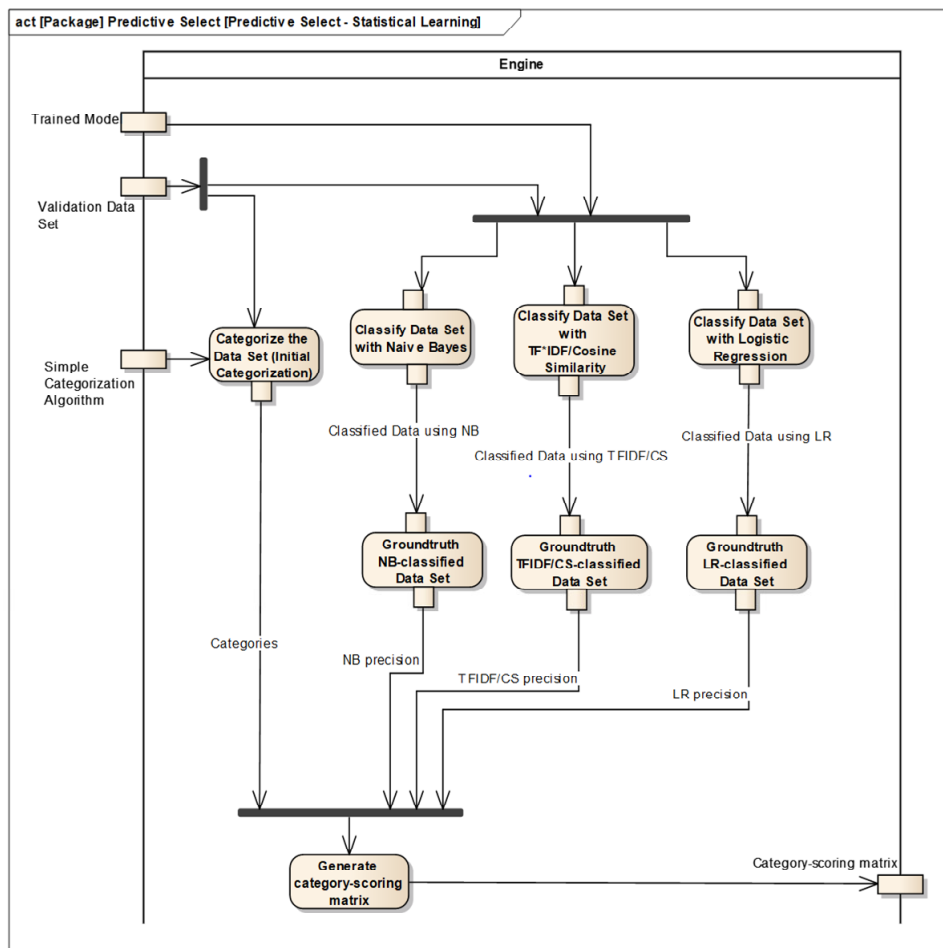 act [Package] Predictive Select [Predictive Select - Statistical Learning]
Engine
Trained Mode
Validation Data
Set
Simple
Categorization
Algorithm
Categorize the
Data Set (Initial
Categorization)
Classify Data Set
with Naive Bayes
Classify Data Set
with
TF*IDF/Cosine
Similarity
Classify Data Set
with Logistic
Regression
Classified Data using NB
Classified Data using TFIDF/CS
Classified Data using LR
Groundtruth
NB-classified
Data Set
Groundtruth
TFIDF/CS-classified
Data Set
Groundtruth
LR-classified
Data Set
Categories
NB precision
TFIDF/CS precision
LR precision
Generate
category-scoring
matrix
Category-scoring matrix